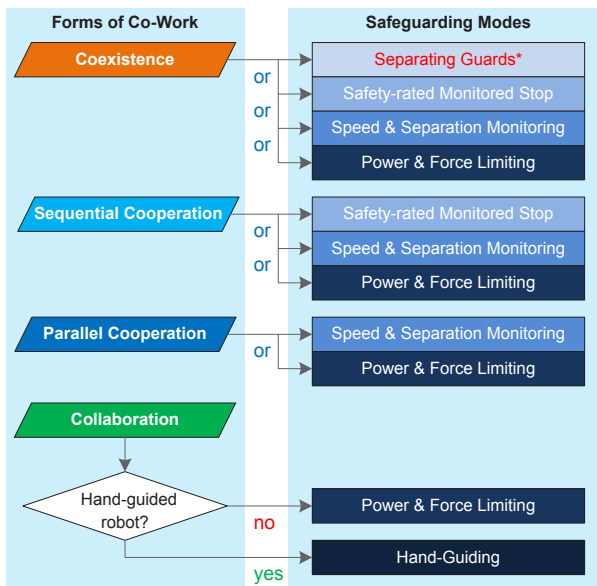 Forms of Co-Work
Safeguarding Modes
Coexistence
Separating Guards*
or
Safety-rated Monitored Stop
or
Speed & Separation Monitoring
or
Power & Force Limiting
Sequential Cooperation
Safety-rated Monitored Stop
or
Speed & Separation Monitoring
or
Power & Force Limiting
Parallel Cooperation
Speed & Separation Monitoring
or
Power & Force Limiting
Collaboration
Hand-guided
robot?
no
Power & Force Limiting
yes
Hand-Guiding